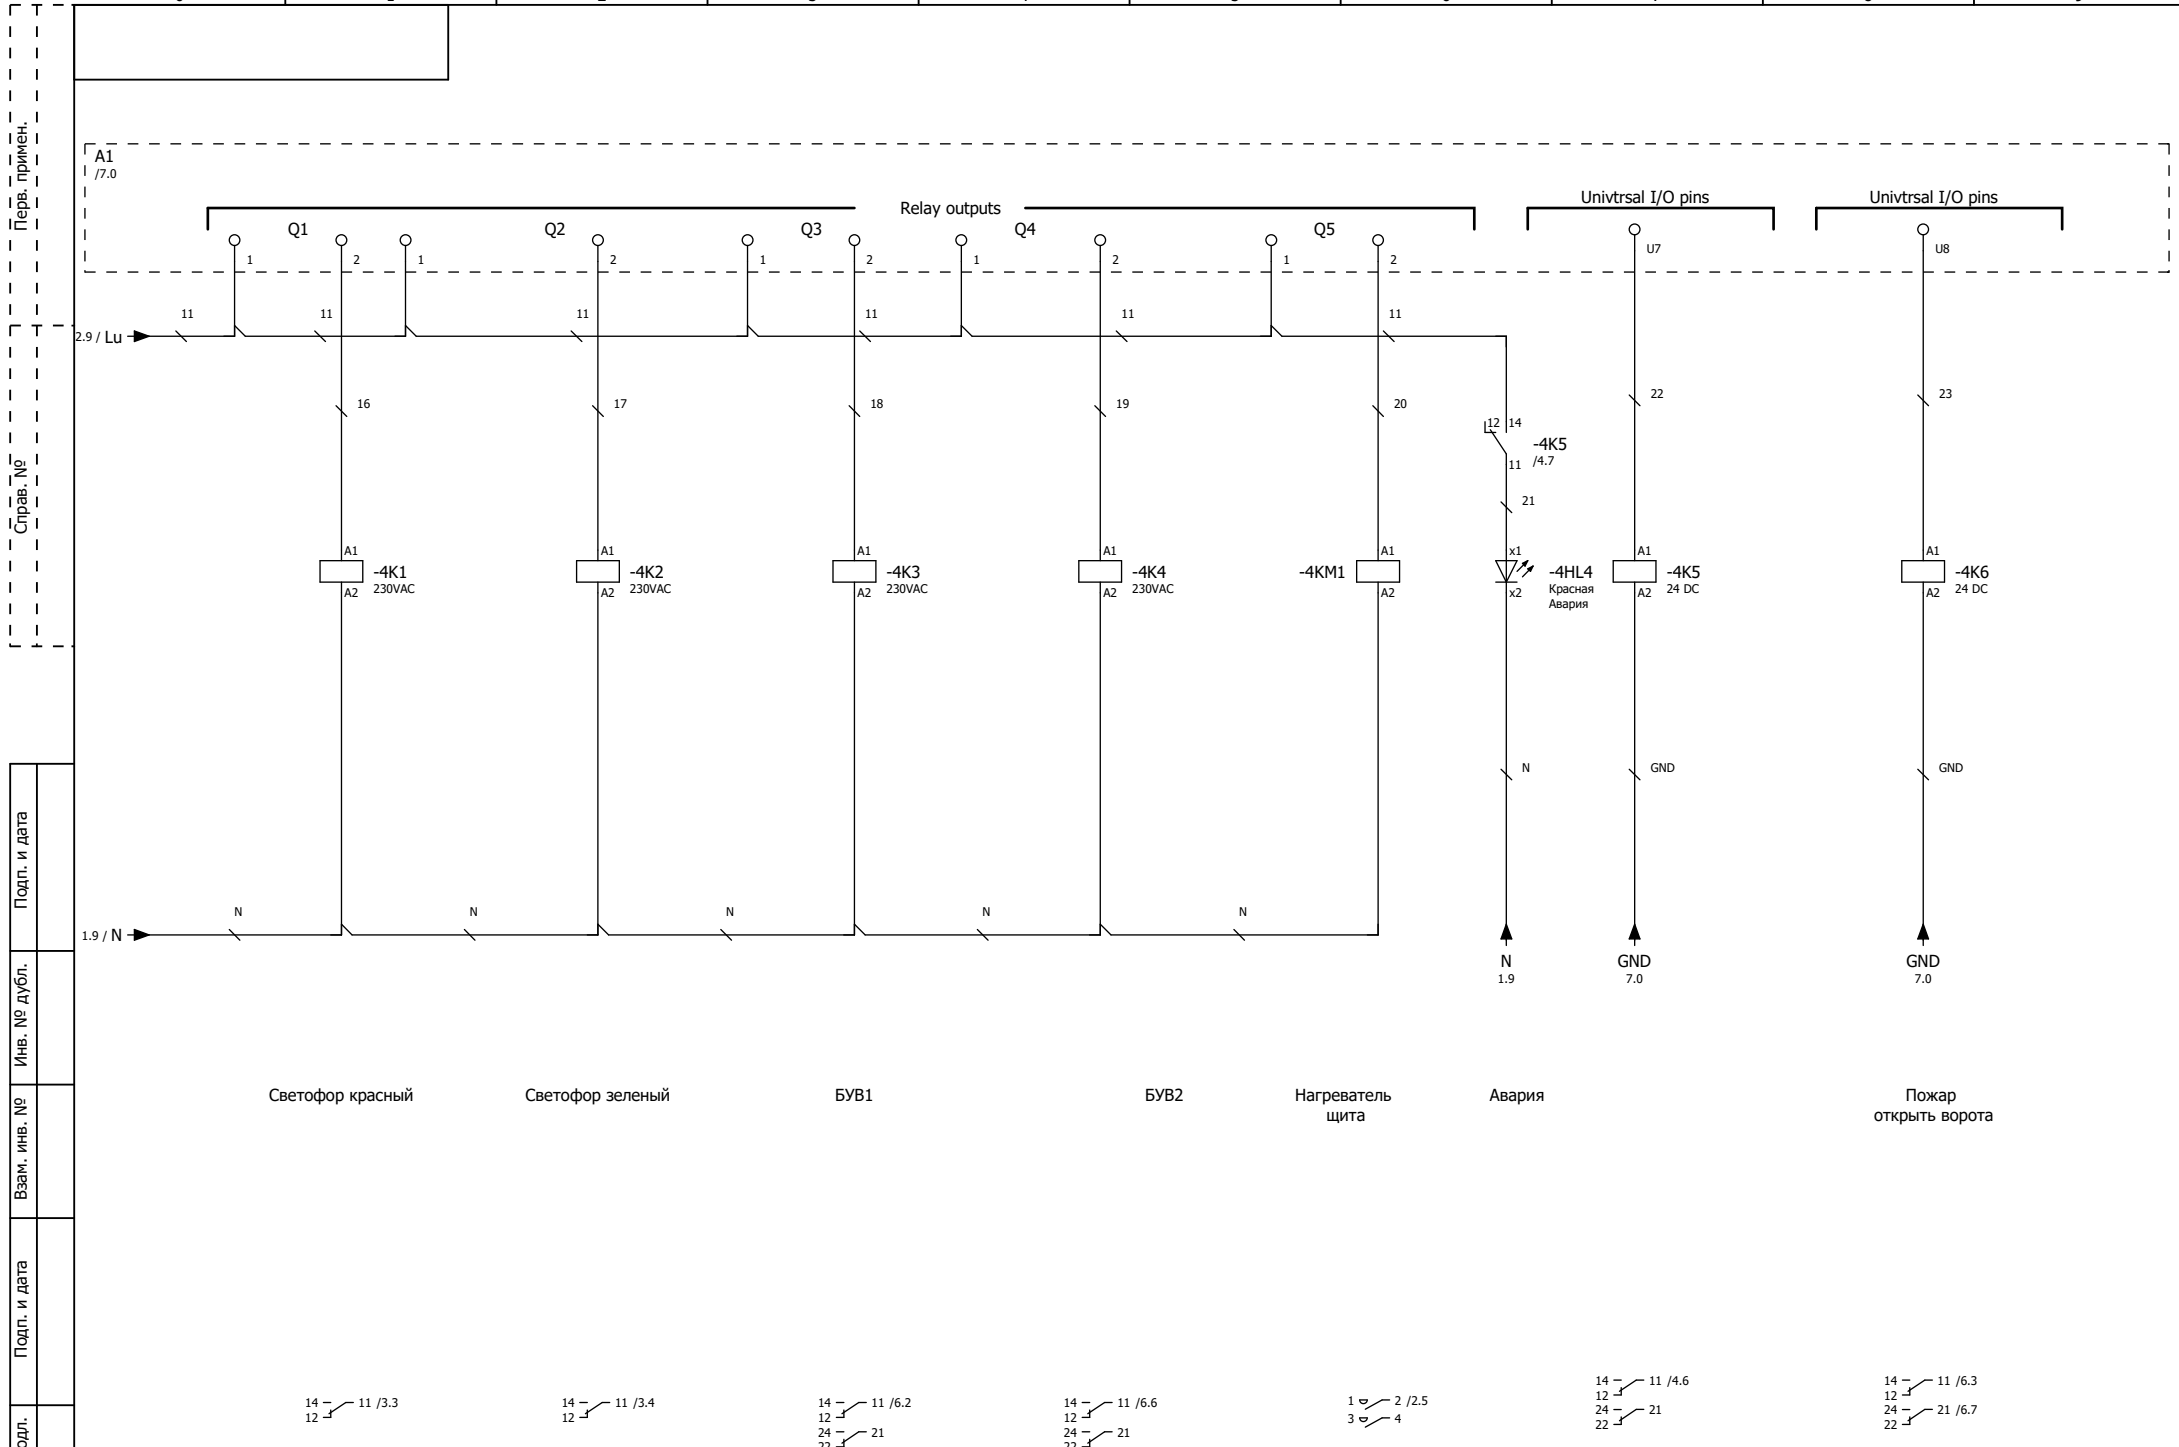 A1
/7.0
Relay outputs
Univtrsal I/O pins
Univtrsal I/O pins
Q1
Q2
Q3
Q4
Q5
1
2
1
2
1
2
1
2
1
2
U7
U8
11
11
11
11
11
11
2.9 / Lu
16
17
18
19
20
22
23
12
14
-4K5
11
/4.7
21
A1
-4K1
230VAC
A2
A1
-4K2
230VAC
A2
A1
-4K3
230VAC
A2
A1
-4K4
230VAC
A2
-4KM1
A1
A2
x1
-4HL4
Красная
Авария
x2
A1
-4K5
24 DC
A2
A1
-4K6
24 DC
A2
N
GND
GND
1.9 / N
N
N
N
N
N
N
1.9
GND
7.0
GND
7.0
Светофор красный
Светофор зеленый
БУВ1
БУВ2
Нагреватель
щита
Авария
Пожар
открыть ворота
14
11 /3.3
12
14
11 /3.4
12
14
11 /6.2
12
24
21
22
14
11 /6.6
12
24
21
22
1
2 /2.5
3
4
14
11 /4.6
12
24
21
22
14
11 /6.3
12
24
21 /6.7
22
Перв. примен.
Справ. №
Подп. и дата
Инв. № дубл.
Взам. инв. №
Подп. и дата